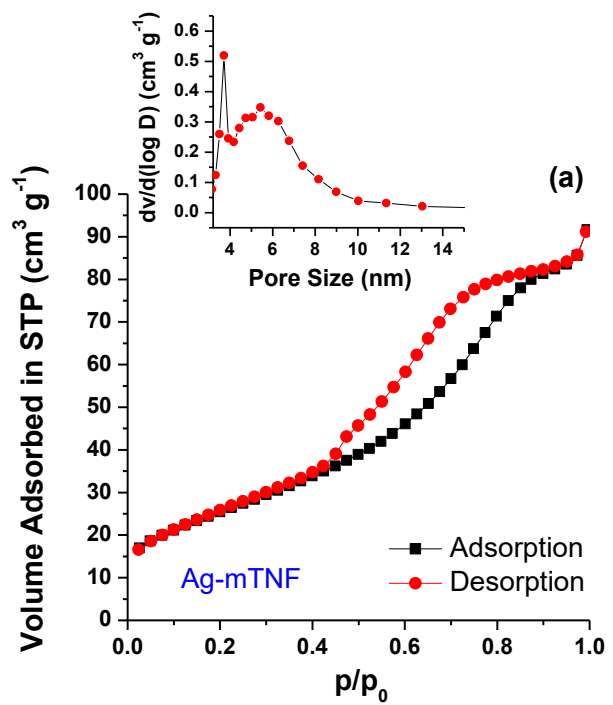 dv/d(log D) (cm³ g⁻¹)
0.6
0.5
0.4
0.3
0.2
0.1
0.0
4 6 8 10 12 14
Pore Size (nm)
(a)
Volume Adsorbed in STP (cm³ g⁻¹)
100
90
80
70
60
50
40
30
20
10
0
Adsorption
Desorption
Ag-mTNF
0.0 0.2 0.4 0.6 0.8 1.0
p/p₀